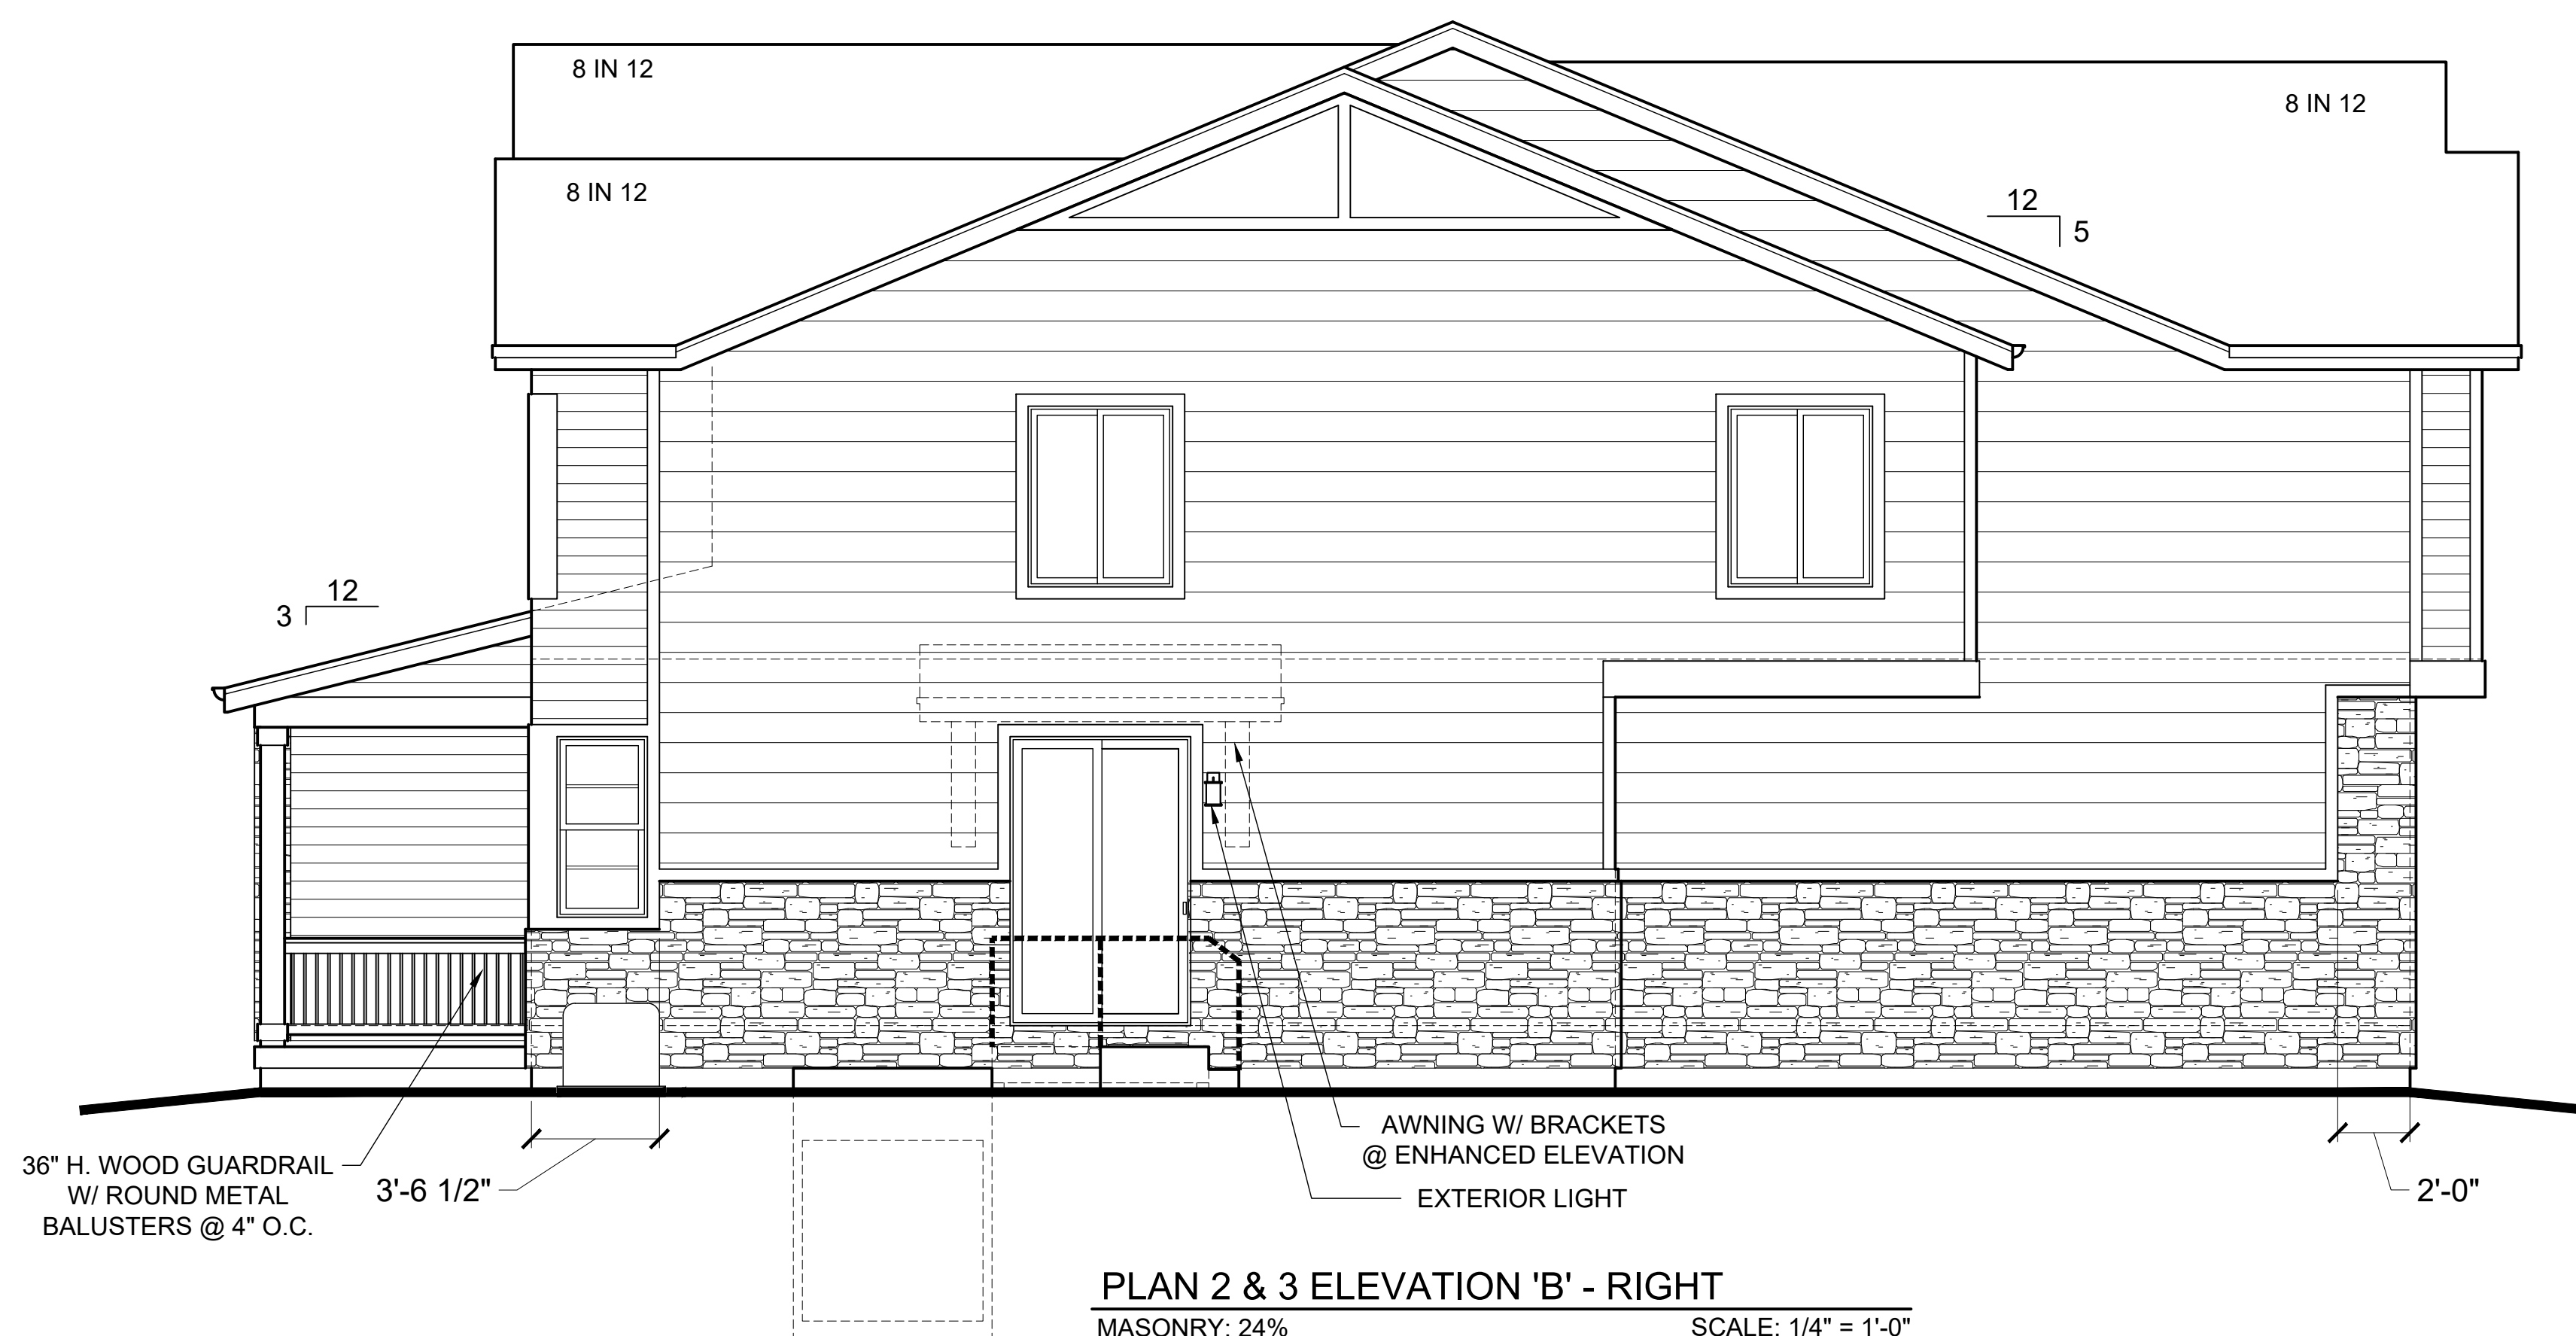 8 IN 12
8 IN 12
8 IN 12
12
5
12
3
36" H. WOOD GUARDRAIL
W/ ROUND METAL
BALUSTERS @ 4" O.C.
3'-6 1/2"
AWNING W/ BRACKETS
@ ENHANCED ELEVATION
EXTERIOR LIGHT
2'-0"
PLAN 2 & 3 ELEVATION 'B' - RIGHT
MASONRY: 24%
SCALE: 1/4" = 1'-0"